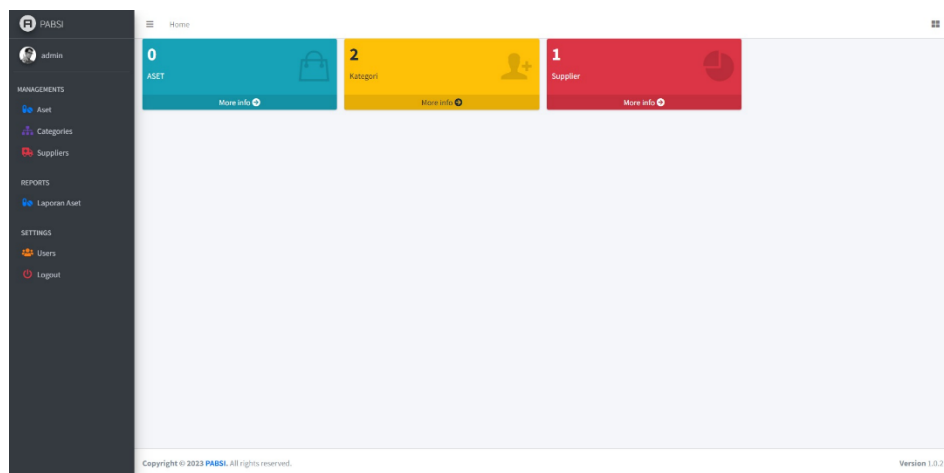 PABSI
Home
admin
MANAGEMENTS
Aset
Categories
Suppliers
REPORTS
Laporan Aset
SETTINGS
Users
Logout
0
ASET
More info
2
Kategori
More info
1
Supplier
More info
Copyright © 2023 PABSI. All rights reserved.
Version 1.0.2